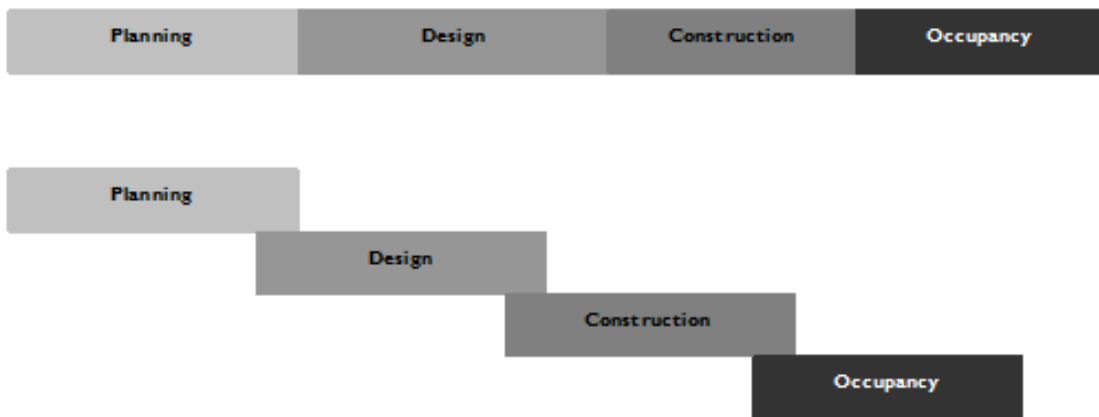 Planning Design Construction Occupancy
Planning
Design
Construction
Occupancy